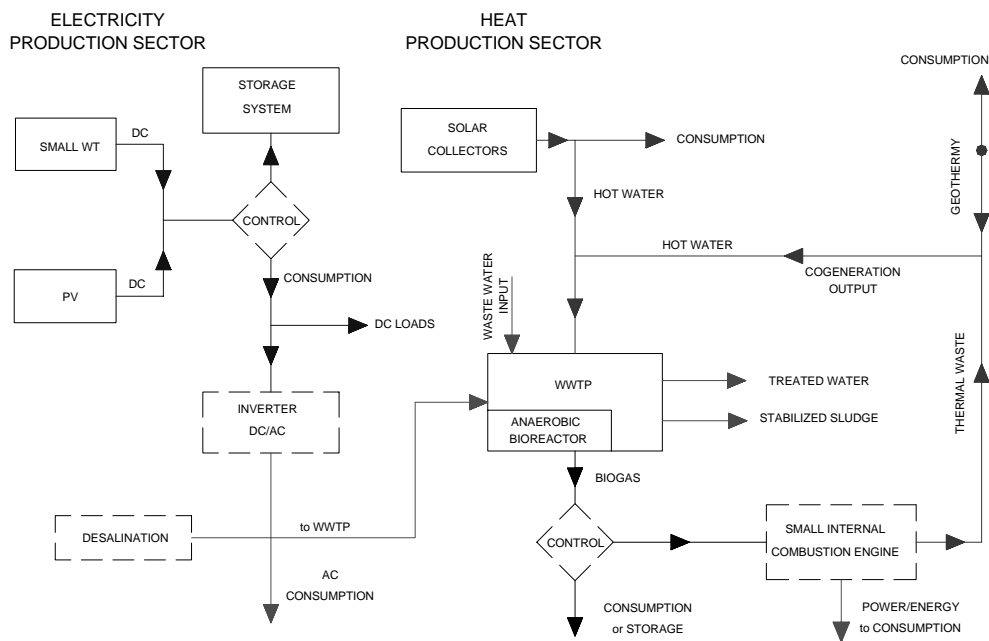 ELECTRICITY
PRODUCTION SECTOR
HEAT
PRODUCTION SECTOR
CONSUMPTION
STORAGE
SYSTEM
DC
SMALL WT
SOLAR
COLLECTORS
CONSUMPTION
GEOTHERMY
HOT WATER
CONTROL
HOT WATER
COGENERATION
OUTPUT
DC
PV
CONSUMPTION
WASTE WATER
INPUT
DC LOADS
THERMAL WASTE
WWTP
TREATED WATER
INVERTER
DC/AC
ANAEROBIC
BIOREACTOR
STABILIZED SLUDGE
BIOGAS
DESALINATION
to WWTP
CONTROL
SMALL INTERNAL
COMBUSTION ENGINE
AC
CONSUMPTION
CONSUMPTION
or STORAGE
POWER/ENERGY
to CONSUMPTION